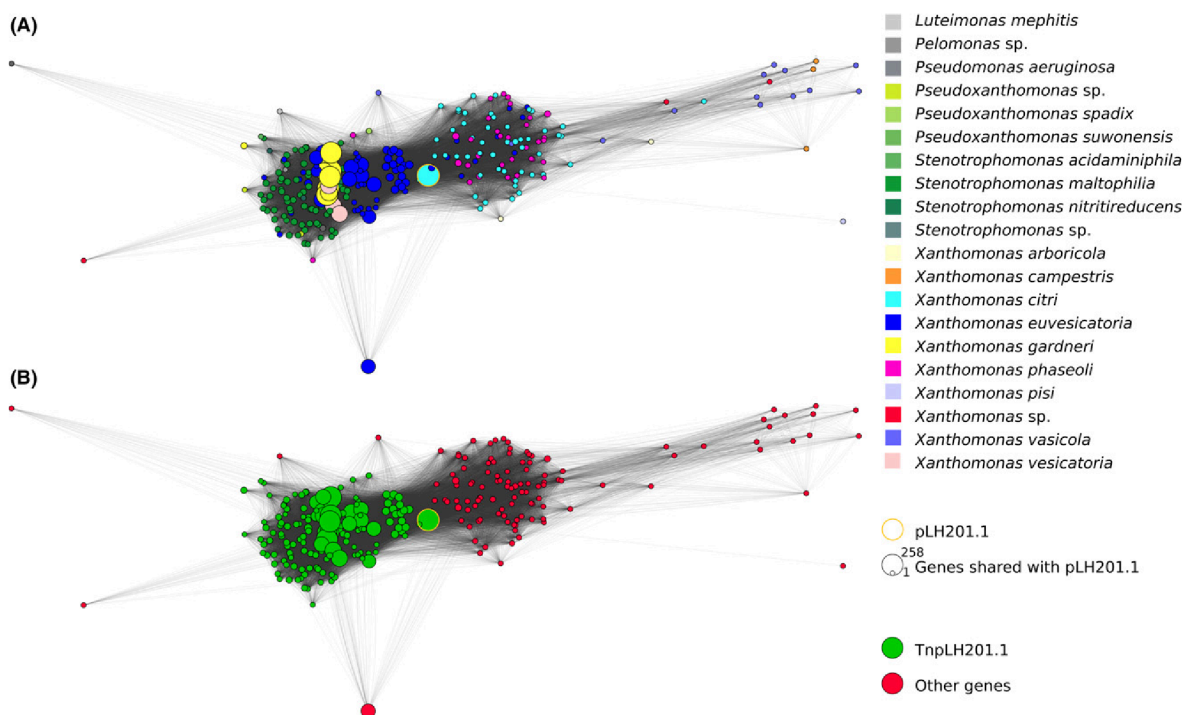 (A)
Luteimonas mephitis
Pelomonas sp.
Pseudomonas aeruginosa
Pseudoxanthomonas sp.
Pseudoxanthomonas spadix
Pseudoxanthomonas suwonensis
Stenotrophomonas acidaminiphila
Stenotrophomonas maltophilia
Stenotrophomonas nitritireducens
Stenotrophomonas sp.
Xanthomonas arboricola
Xanthomonas campestris
Xanthomonas citri
Xanthomonas euvesicatoria
Xanthomonas gardneri
Xanthomonas phaseoli
Xanthomonas pisi
Xanthomonas sp.
Xanthomonas vasicola
Xanthomonas vesicatoria
(B)
pLH201.1
258
1 Genes shared with pLH201.1
TnpLH201.1
Other genes